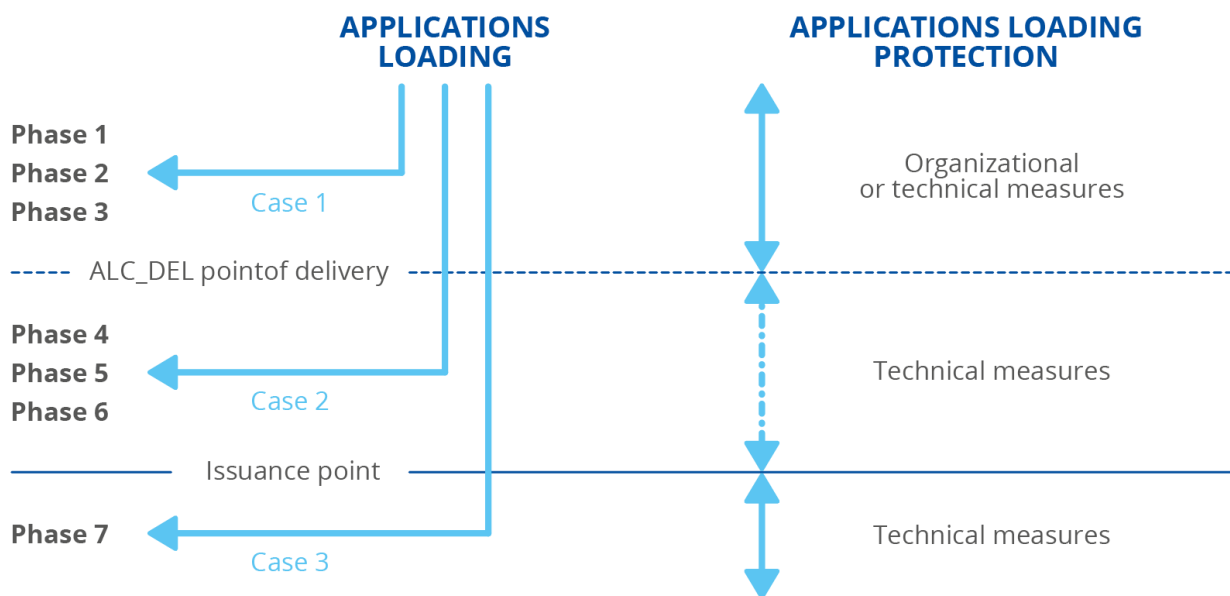 APPLICATIONS
LOADING
APPLICATIONS LOADING
PROTECTION
Phase 1
Phase 2
Phase 3
Case 1
Organizational
or technical measures
ALC_DEL pointof delivery
Phase 4
Phase 5
Phase 6
Case 2
Technical measures
Issuance point
Phase 7
Case 3
Technical measures